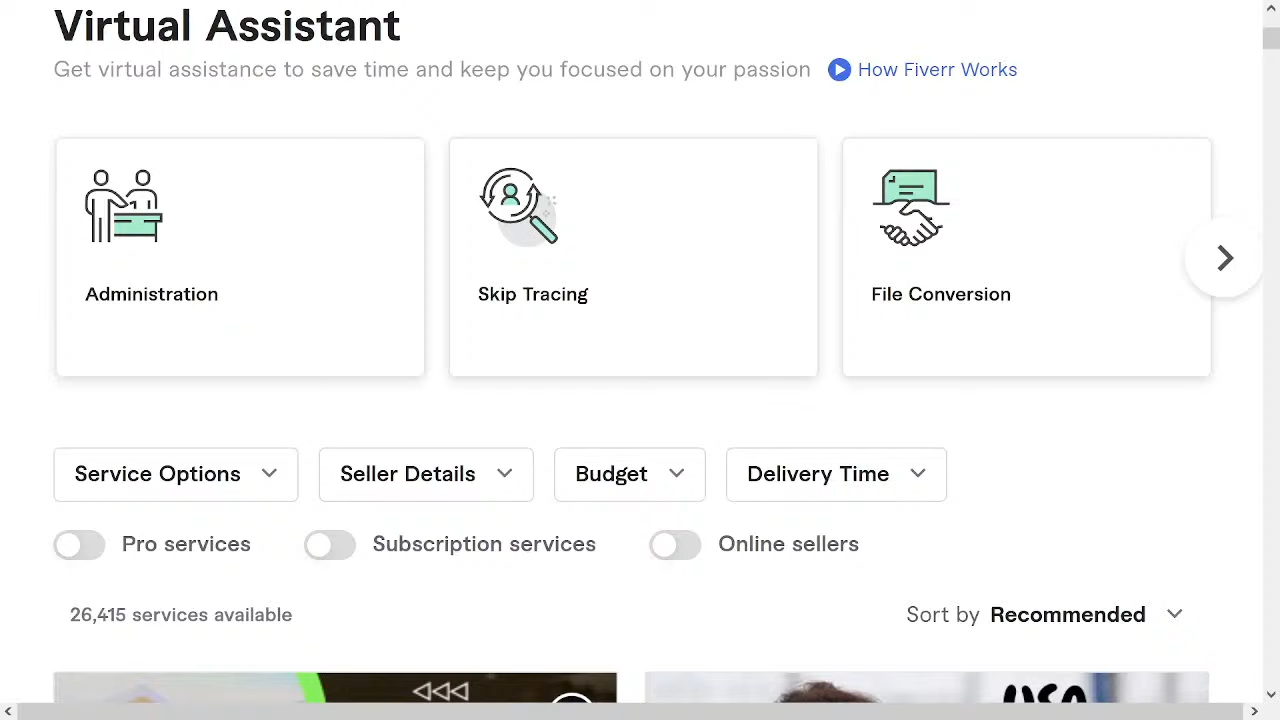 Virtual Assistant
Get virtual assistance to save time and keep you focused on your passion How Fiverr Works
Administration
Skip Tracing
File Conversion
Service Options
Seller Details
Budget
Delivery Time
Pro services
Subscription services
Online sellers
26,415 services available
Sort by Recommended
USA